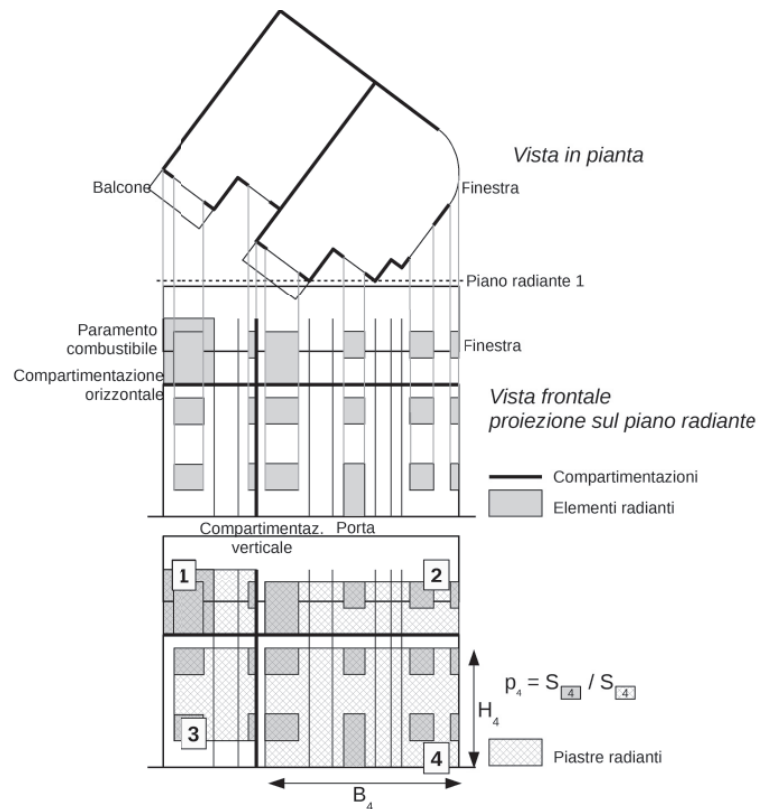 Vista in pianta
Balcone
Finestra
Piano radiante 1
Paramento
combustibile
Finestra
Compartimentazione
orizzontale
Vista frontale
proiezione sul piano radiante
Compartimentazioni
Elementi radianti
Compartimentaz.
verticale
Porta
1
2
p4 = S4 / S4
H4
3
4
Piastre radianti
B4